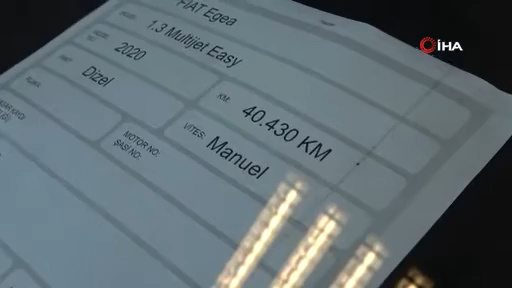 İHA
FIAT Egea
1.3 Multijet Easy
2020
Dizel
KM:
40.430 KM
VİTES:
Manuel
MOTOR NO:
ŞASİ NO: